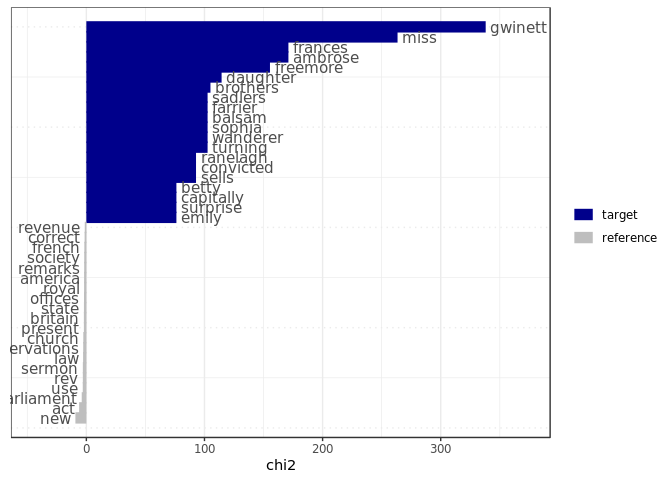 gwinett
miss
frances
ambrose
freemore
daughter
brothers
sadlers
farrier
balsam
sophia
wanderer
turning
ranelagh
convicted
sells
betty
capitally
surprise
emily
revenue
correct
french
society
remarks
america
royal
offices
state
britain
present
church
ervations
law
sermon
rev
use
arliament
act
new
target
reference
0 100 200 300
chi2